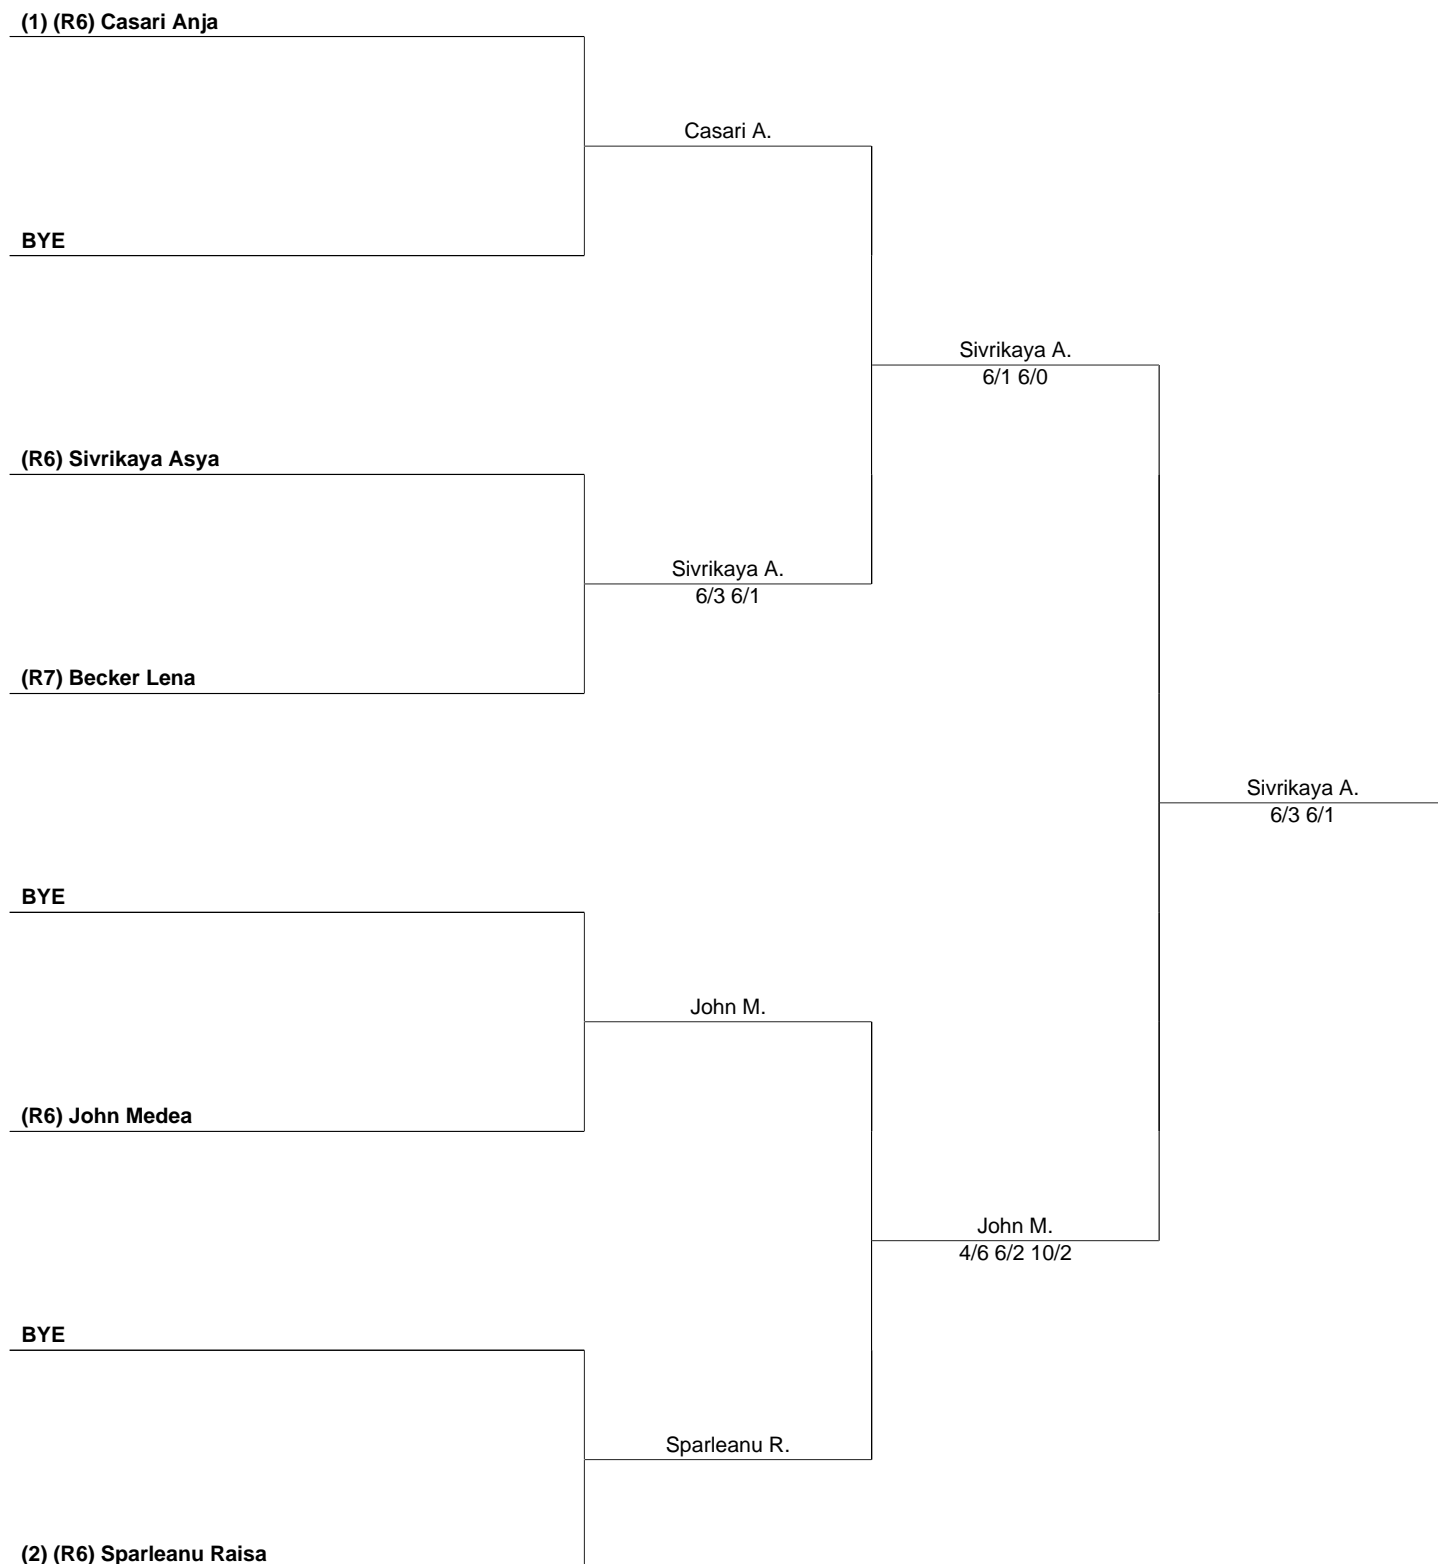 (1) (R6) Casari Anja
Casari A.
BYE
Sivrikaya A.
6/1 6/0
(R6) Sivrikaya Asya
Sivrikaya A.
6/3 6/1
(R7) Becker Lena
Sivrikaya A.
6/3 6/1
BYE
John M.
(R6) John Medea
John M.
4/6 6/2 10/2
BYE
Sparleanu R.
(2) (R6) Sparleanu Raisa